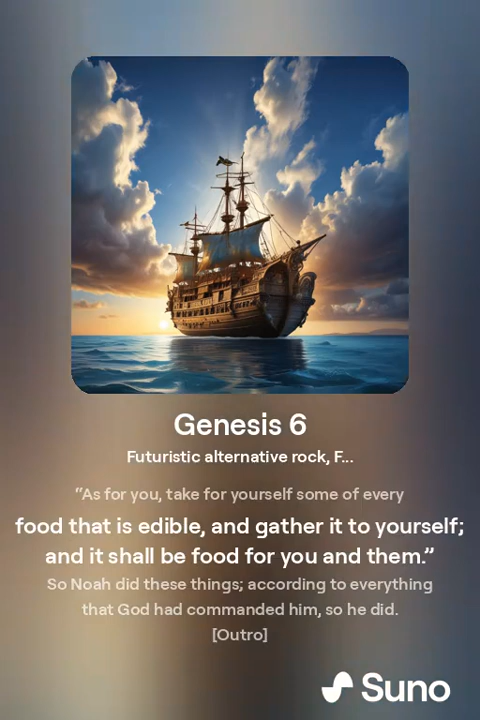 Genesis 6
Futuristic alternative rock, F...
“As for you, take for yourself some of every
food that is edible, and gather it to yourself;
and it shall be food for you and them.”
So Noah did these things; according to everything
that God had commanded him, so he did.
[Outro]
Suno